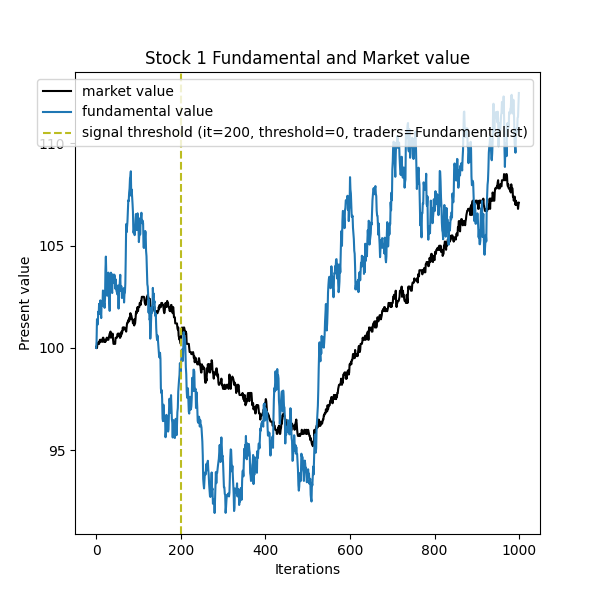 Stock 1 Fundamental and Market value
market value
fundamental value
signal threshold (it=200, threshold=0, traders=Fundamentalist)
110
105
100
95
Present value
0 200 400 600 800 1000
Iterations